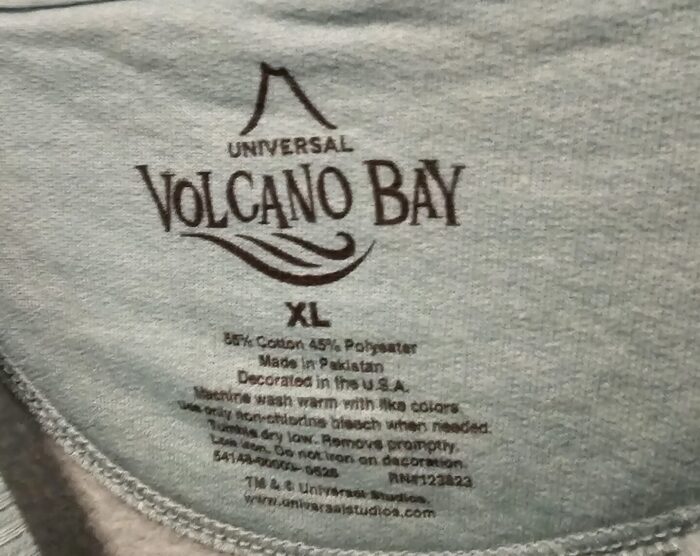 UNIVERSAL
VOLCANO BAY
XL
55% Cotton 45% Polyester
Made in Pakistan
Decorated in the U.S.A.
Machine wash warm with like colors.
Use only non-chlorine bleach when needed.
Tumble dry low. Remove promptly.
Low iron. Do not iron on decoration.
RN#123823
TM & © Universal Studios.
www.universalstudios.com